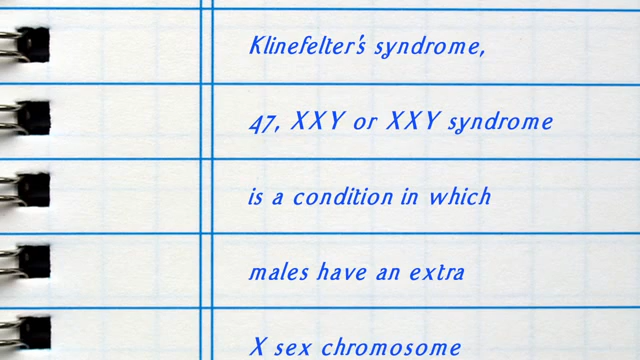 Klinefelter's syndrome,
47, XXY or XXY syndrome
is a condition in which
males have an extra
X sex chromosome